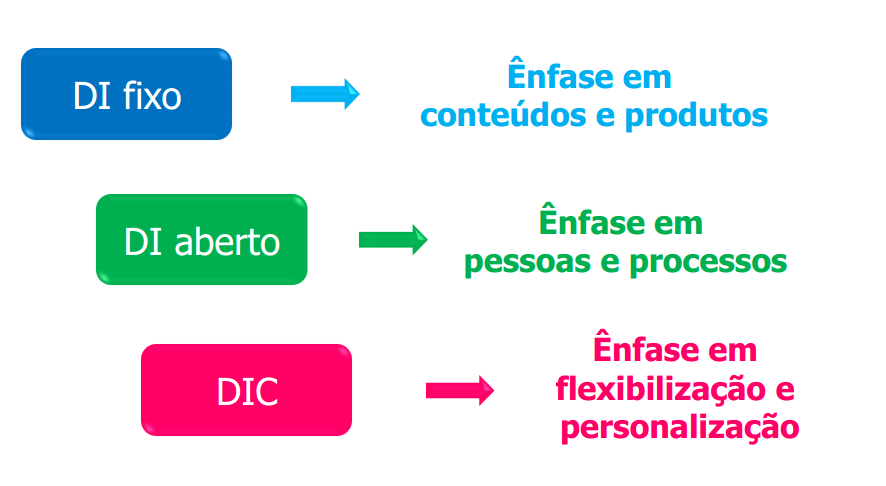 DI fixo
Ênfase em
conteúdos e produtos
DI aberto
Ênfase em
pessoas e processos
DIC
Ênfase em
flexibilização e
personalização